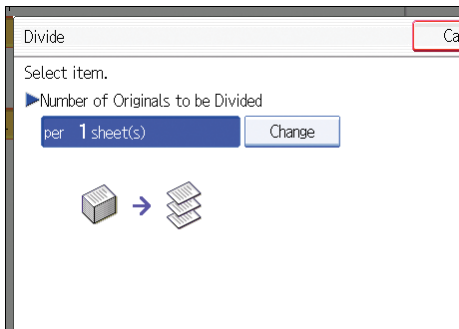 Divide
Select item.
▶Number of Originals to be Divided
per 1 sheet(s) Change